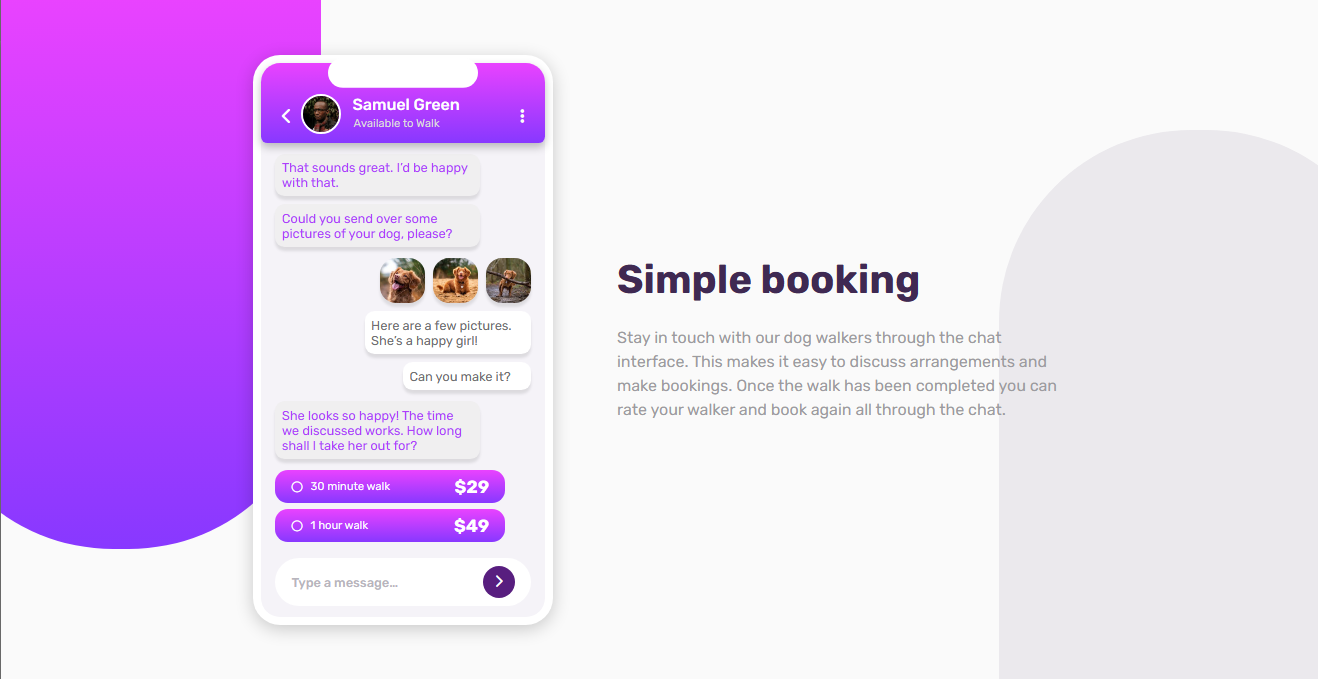 Samuel Green
Available to Walk
That sounds great. I'd be happy
with that.
Could you send over some
pictures of your dog, please?
Here are a few pictures.
She's a happy girl!
Can you make it?
She looks so happy! The time
we discussed works. How long
shall I take her out for?
30 minute walk $29
1 hour walk $49
Type a message…
Simple booking
Stay in touch with our dog walkers through the chat
interface. This makes it easy to discuss arrangements and
make bookings. Once the walk has been completed you can
rate your walker and book again all through the chat.